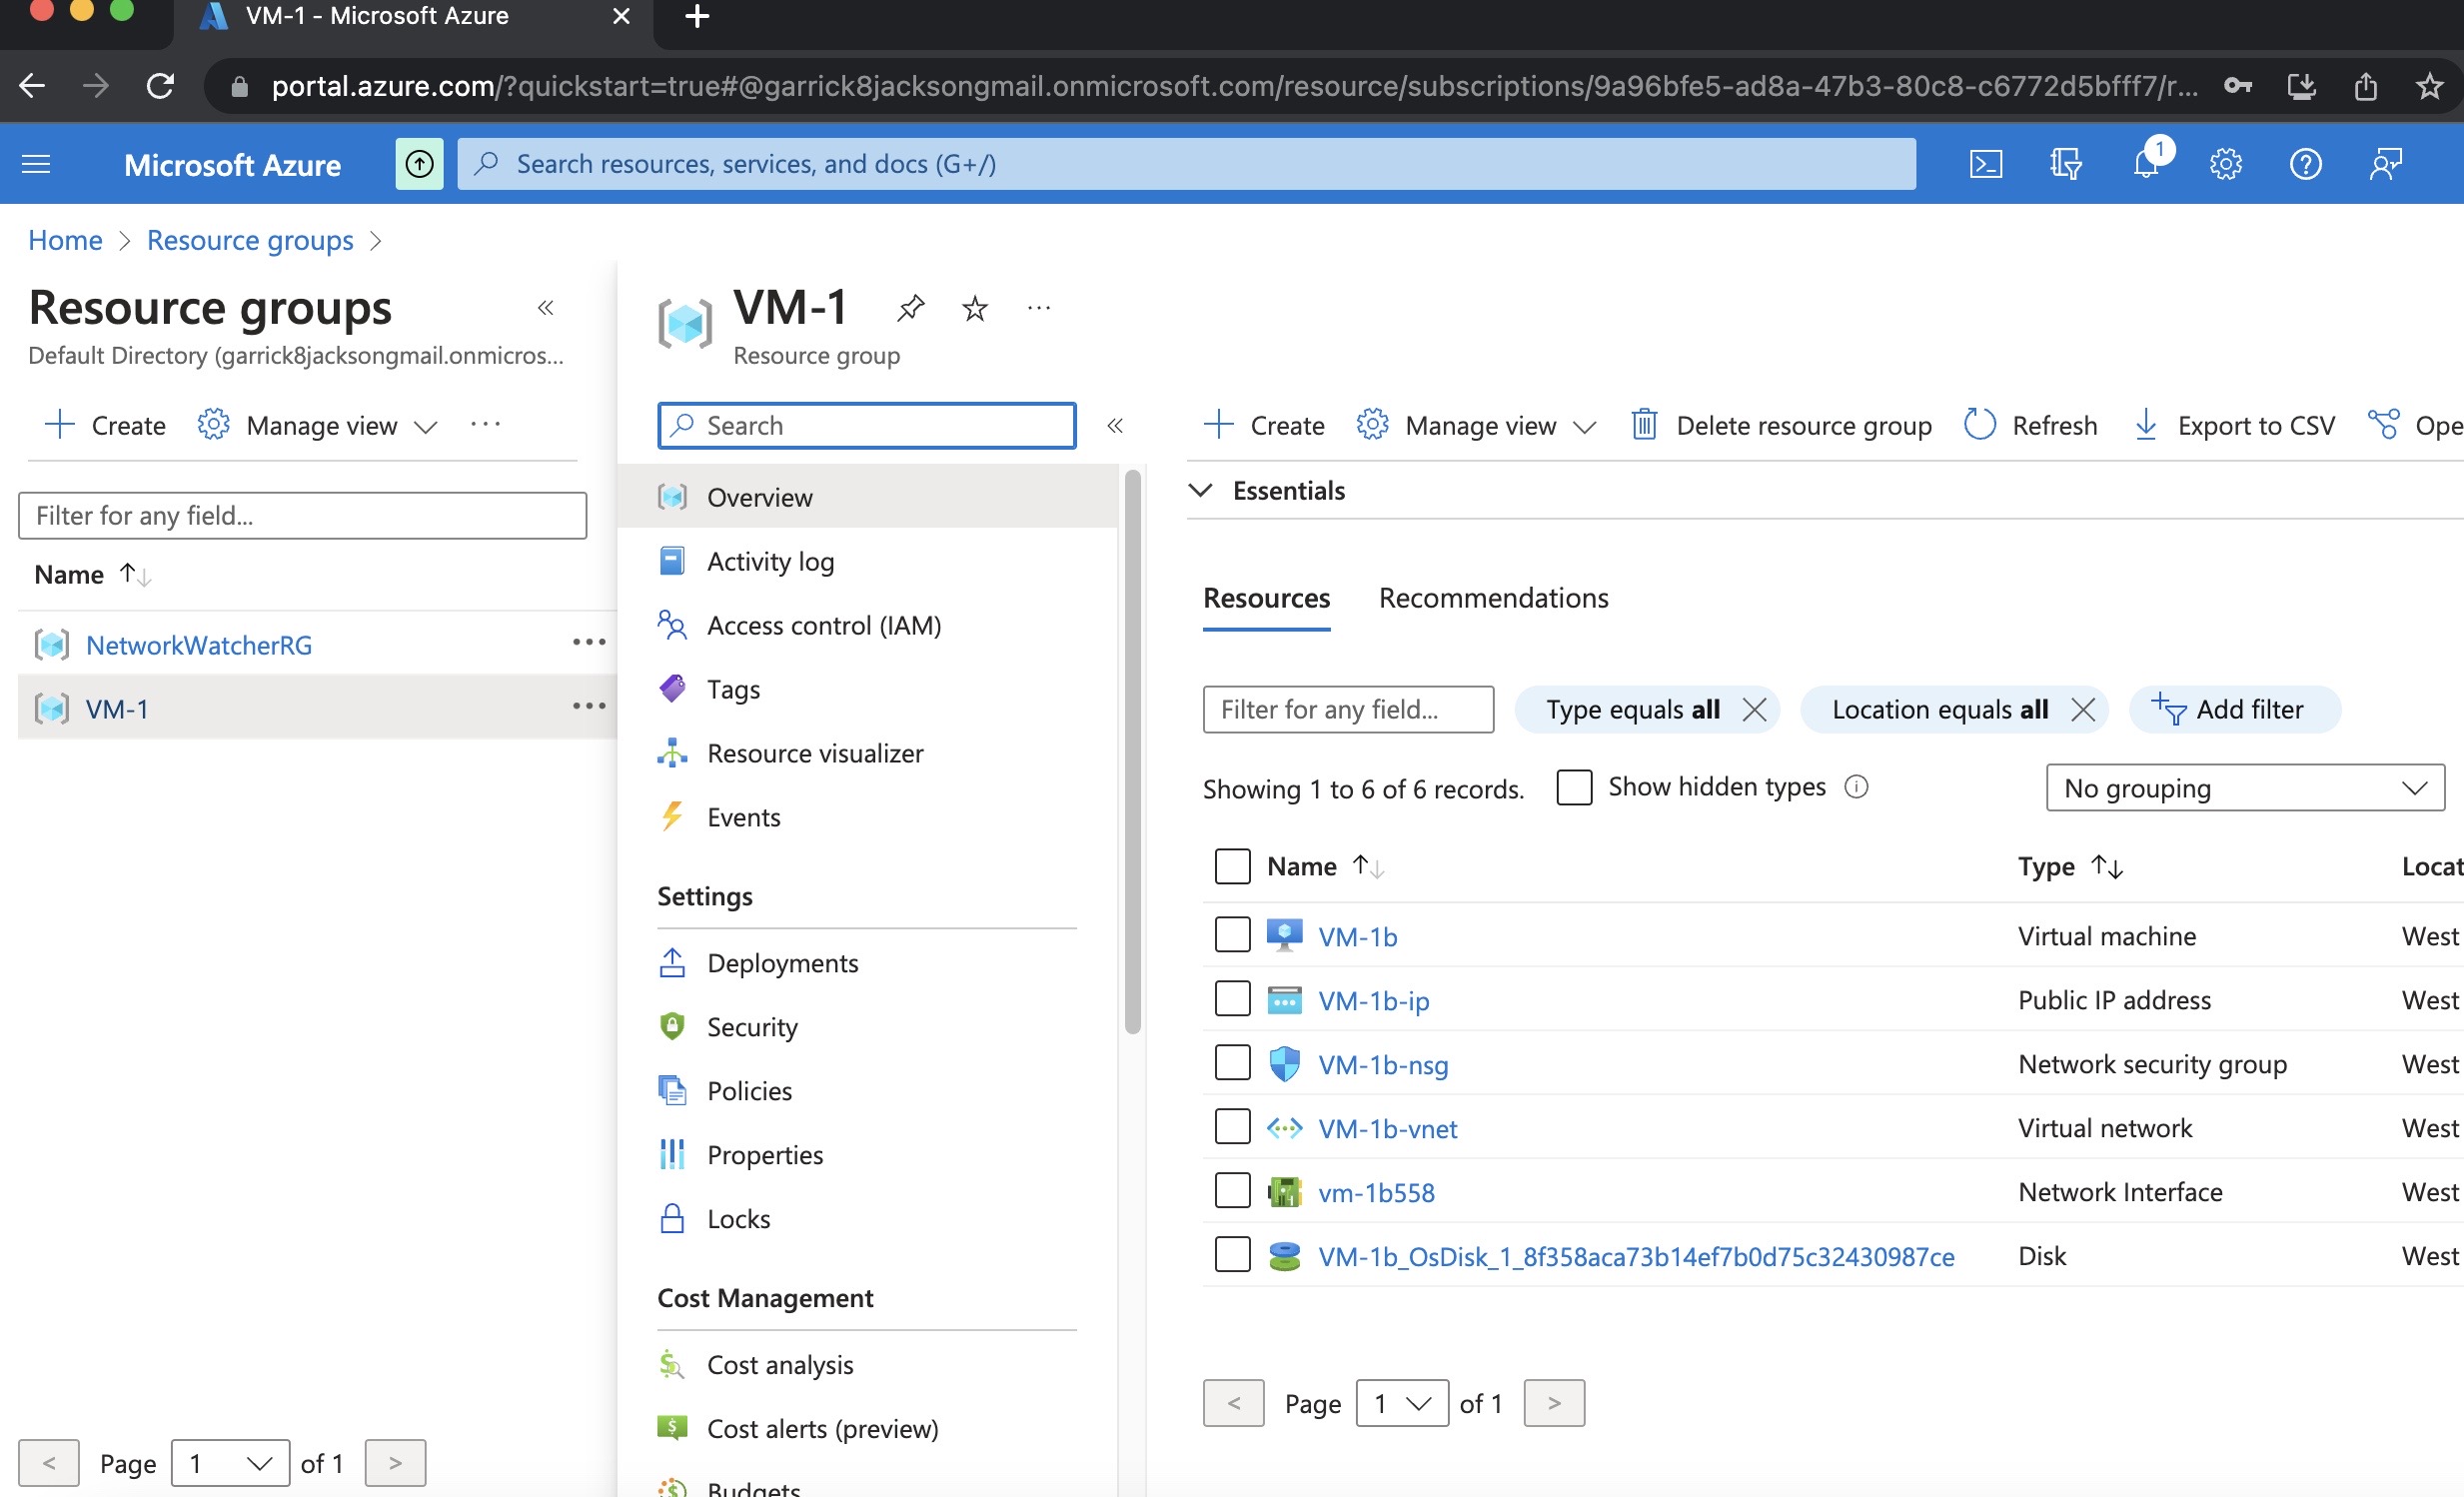 VM-1 - Microsoft Azure
portal.azure.com/?quickstart=true#@garrick8jacksongmail.onmicrosoft.com/resource/subscriptions/9a96bfe5-ad8a-47b3-80c8-c6772d5bfff7/r...
Microsoft Azure
Search resources, services, and docs (G+/)
1
Home > Resource groups >
Resource groups
Default Directory (garrick8jacksongmail.onmicros...
Create
Manage view
Filter for any field...
Name
NetworkWatcherRG
VM-1
< Page 1 of 1 >
VM-1
Resource group
Search
Overview
Activity log
Access control (IAM)
Tags
Resource visualizer
Events
Settings
Deployments
Security
Policies
Properties
Locks
Cost Management
Cost analysis
Cost alerts (preview)
Budgets
Create Manage view Delete resource group Refresh Export to CSV Ope
Essentials
Resources Recommendations
Filter for any field... Type equals all Location equals all Add filter
Showing 1 to 6 of 6 records. Show hidden types No grouping
Name Type Locat
VM-1b Virtual machine West
VM-1b-ip Public IP address West
VM-1b-nsg Network security group West
VM-1b-vnet Virtual network West
vm-1b558 Network Interface West
VM-1b_OsDisk_1_8f358aca73b14ef7b0d75c32430987ce Disk West
< Page 1 of 1 >